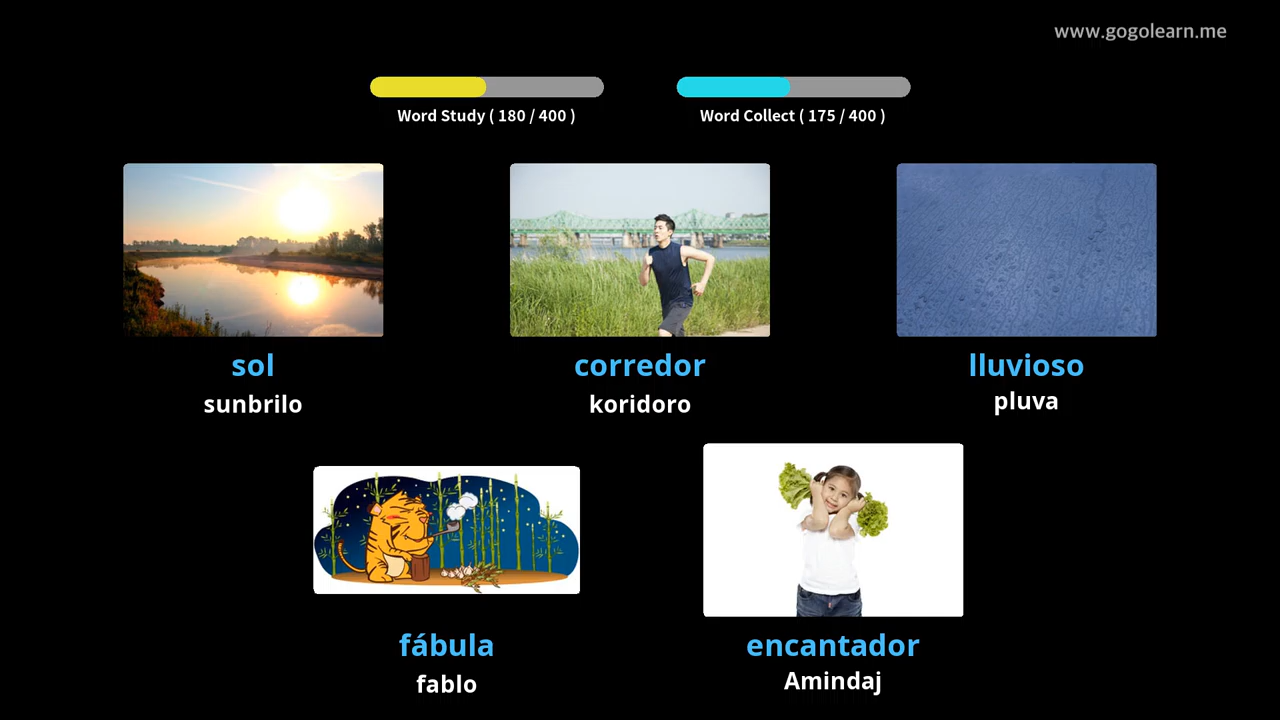 www.gogolearn.me
Word Study ( 180 / 400 )
Word Collect ( 175 / 400 )
sol
sunbrilo
corredor
koridoro
lluvioso
pluva
fábula
fablo
encantador
Amindaj